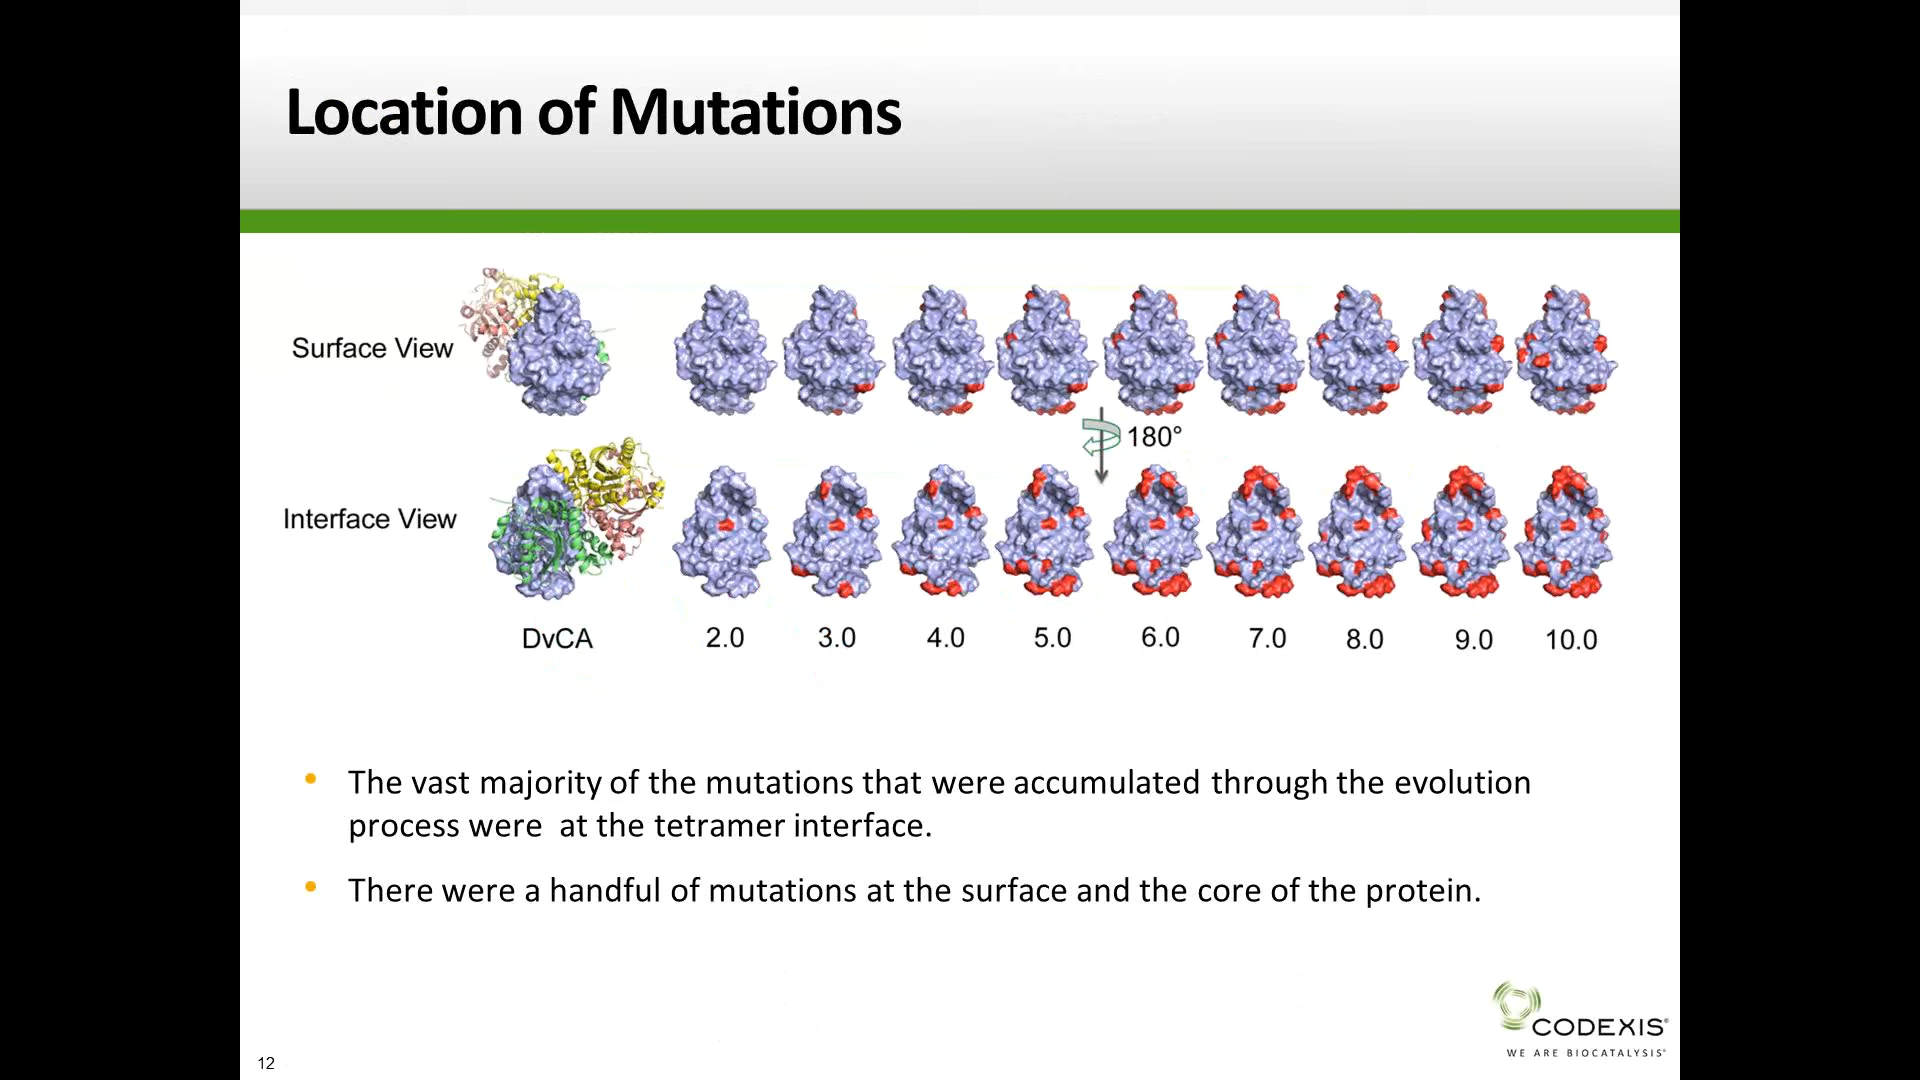 Location of Mutations
Surface View
180°
Interface View
DvCA 2.0 3.0 4.0 5.0 6.0 7.0 8.0 9.0 10.0
• The vast majority of the mutations that were accumulated through the evolution
process were at the tetramer interface.
• There were a handful of mutations at the surface and the core of the protein.
CODEXIS®
WE ARE BIOCATALYSIS®
12